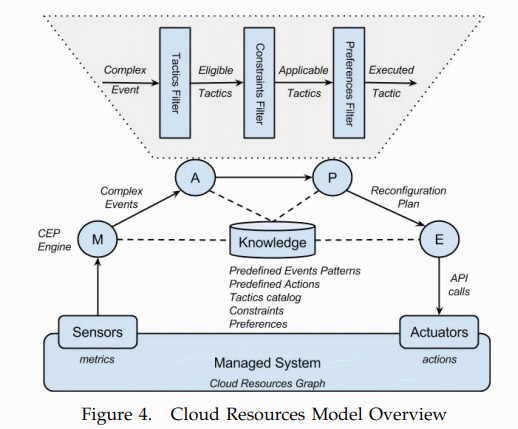 Complex
Event
Tactics Filter
Eligible
Tactics
Constraints Filter
Applicable
Tactics
Preferences Filter
Executed
Tactic
A
P
Complex
Events
Reconfiguration
Plan
CEP
Engine
M
Knowledge
E
Predefined Events Patterns
Predefined Actions
Tactics catalog
Constraints
Preferences
API
calls
Sensors
Actuators
metrics
Managed System
actions
Cloud Resources Graph
Figure 4. Cloud Resources Model Overview